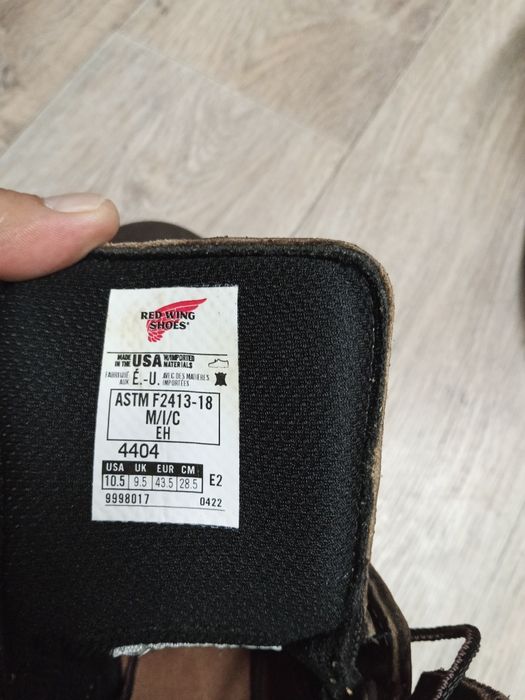 RED WING
SHOES®
MADE IN THE USA W/IMPORTED MATERIALS
FABRIQUÉ AUX É.-U. AVEC DES MATIÈRES IMPORTÉES
ASTM F2413-18
M/I/C
EH
4404
USA UK EUR CM
10.5 9.5 43.5 28.5 E2
9998017 0422